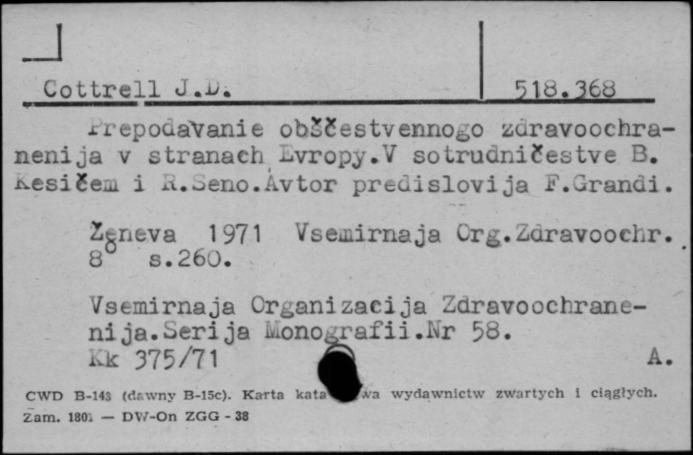 Cottrell J.D. 518.368
Prepodavanie obščestvennogo zdravoochra-
nenija v stranach Evropy.V sotrudničestve B.
Kesičem i R.Seno.Avtor predislovija F.Grandi.
Ženeva 1971 Vsemirnaja Org.Zdravoochr.
8° s.260.
Vsemirnaja Organizacija Zdravoochrane-
nija.Serija Monografii.Nr 58.
Kk 375/71 A.
CWD B-143 (dawny B-15c). Karta wydawnictw zwartych i ciągłych.
Zam. 1801 — DW-On ZGG - 38